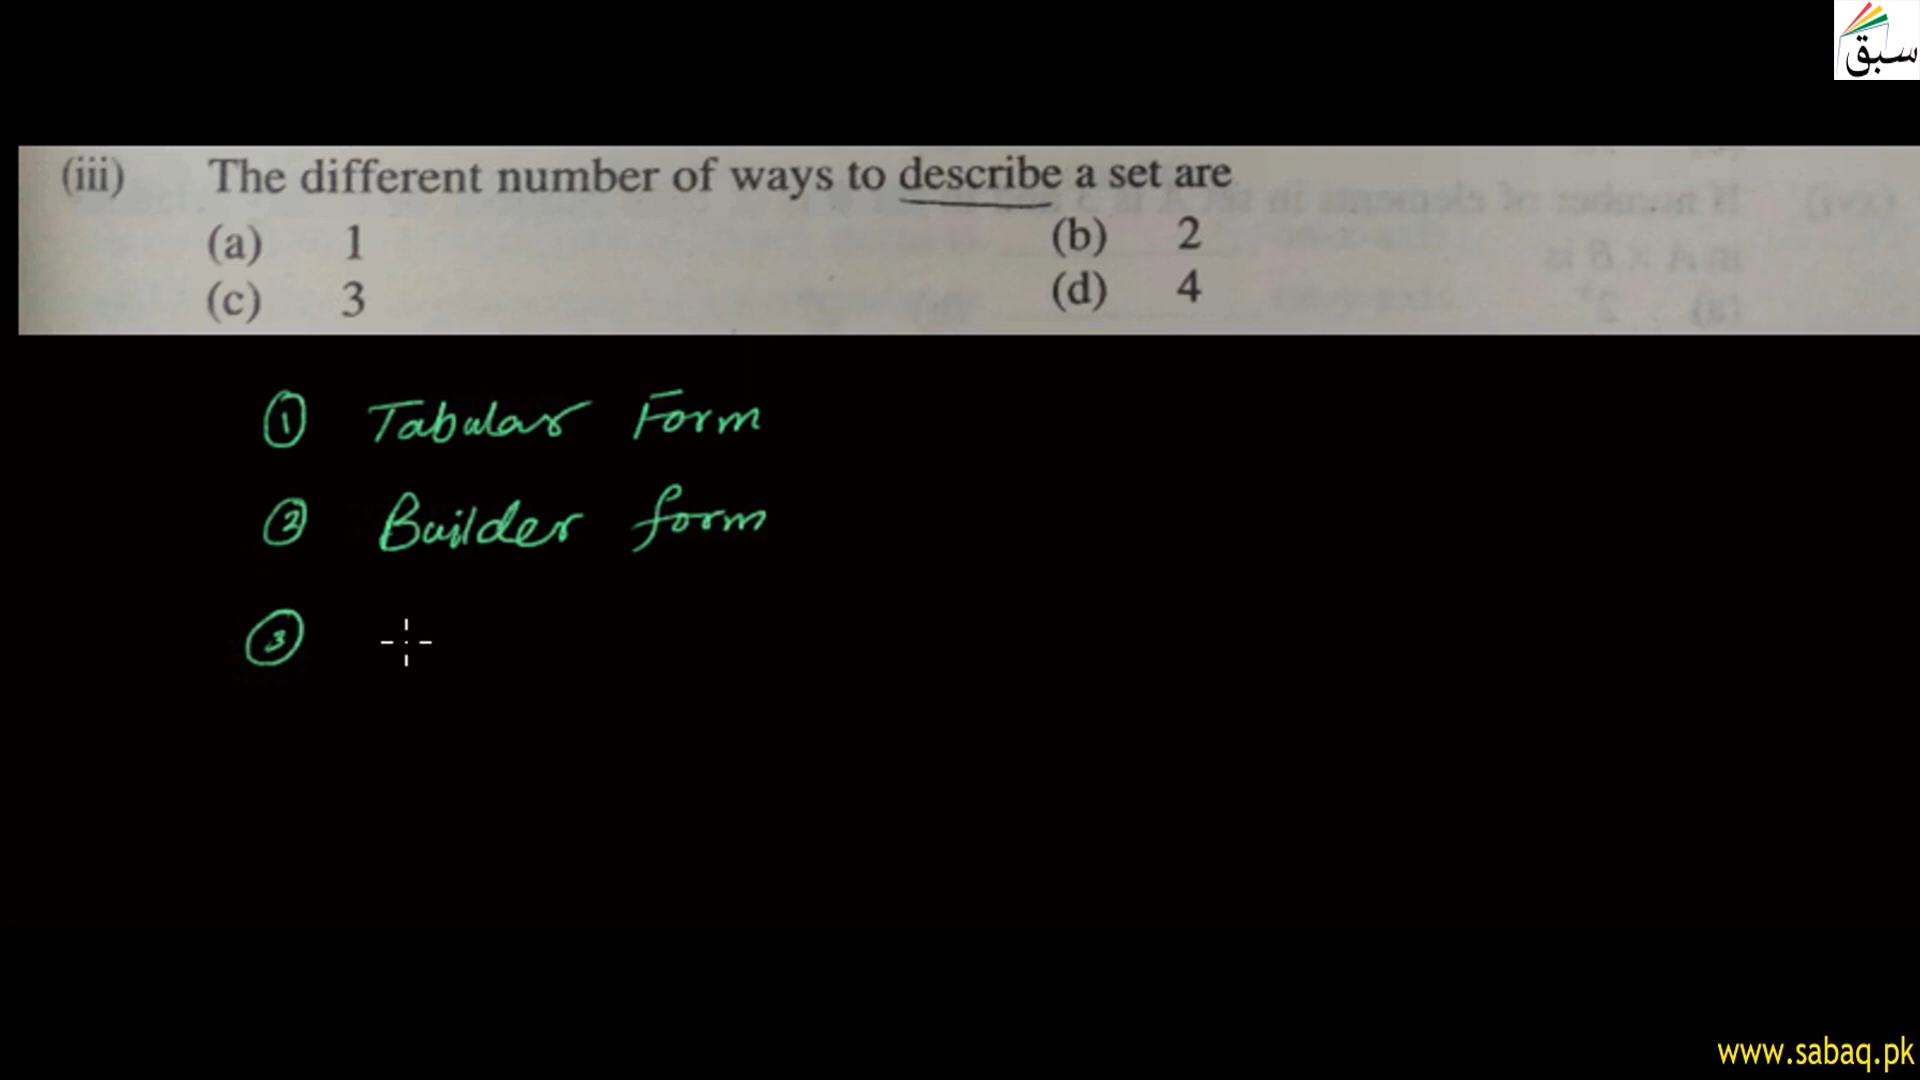 سبق
(iii) The different number of ways to describe a set are
(a) 1 (b) 2
(c) 3 (d) 4
① Tabular Form
② Builder form
③
www.sabaq.pk